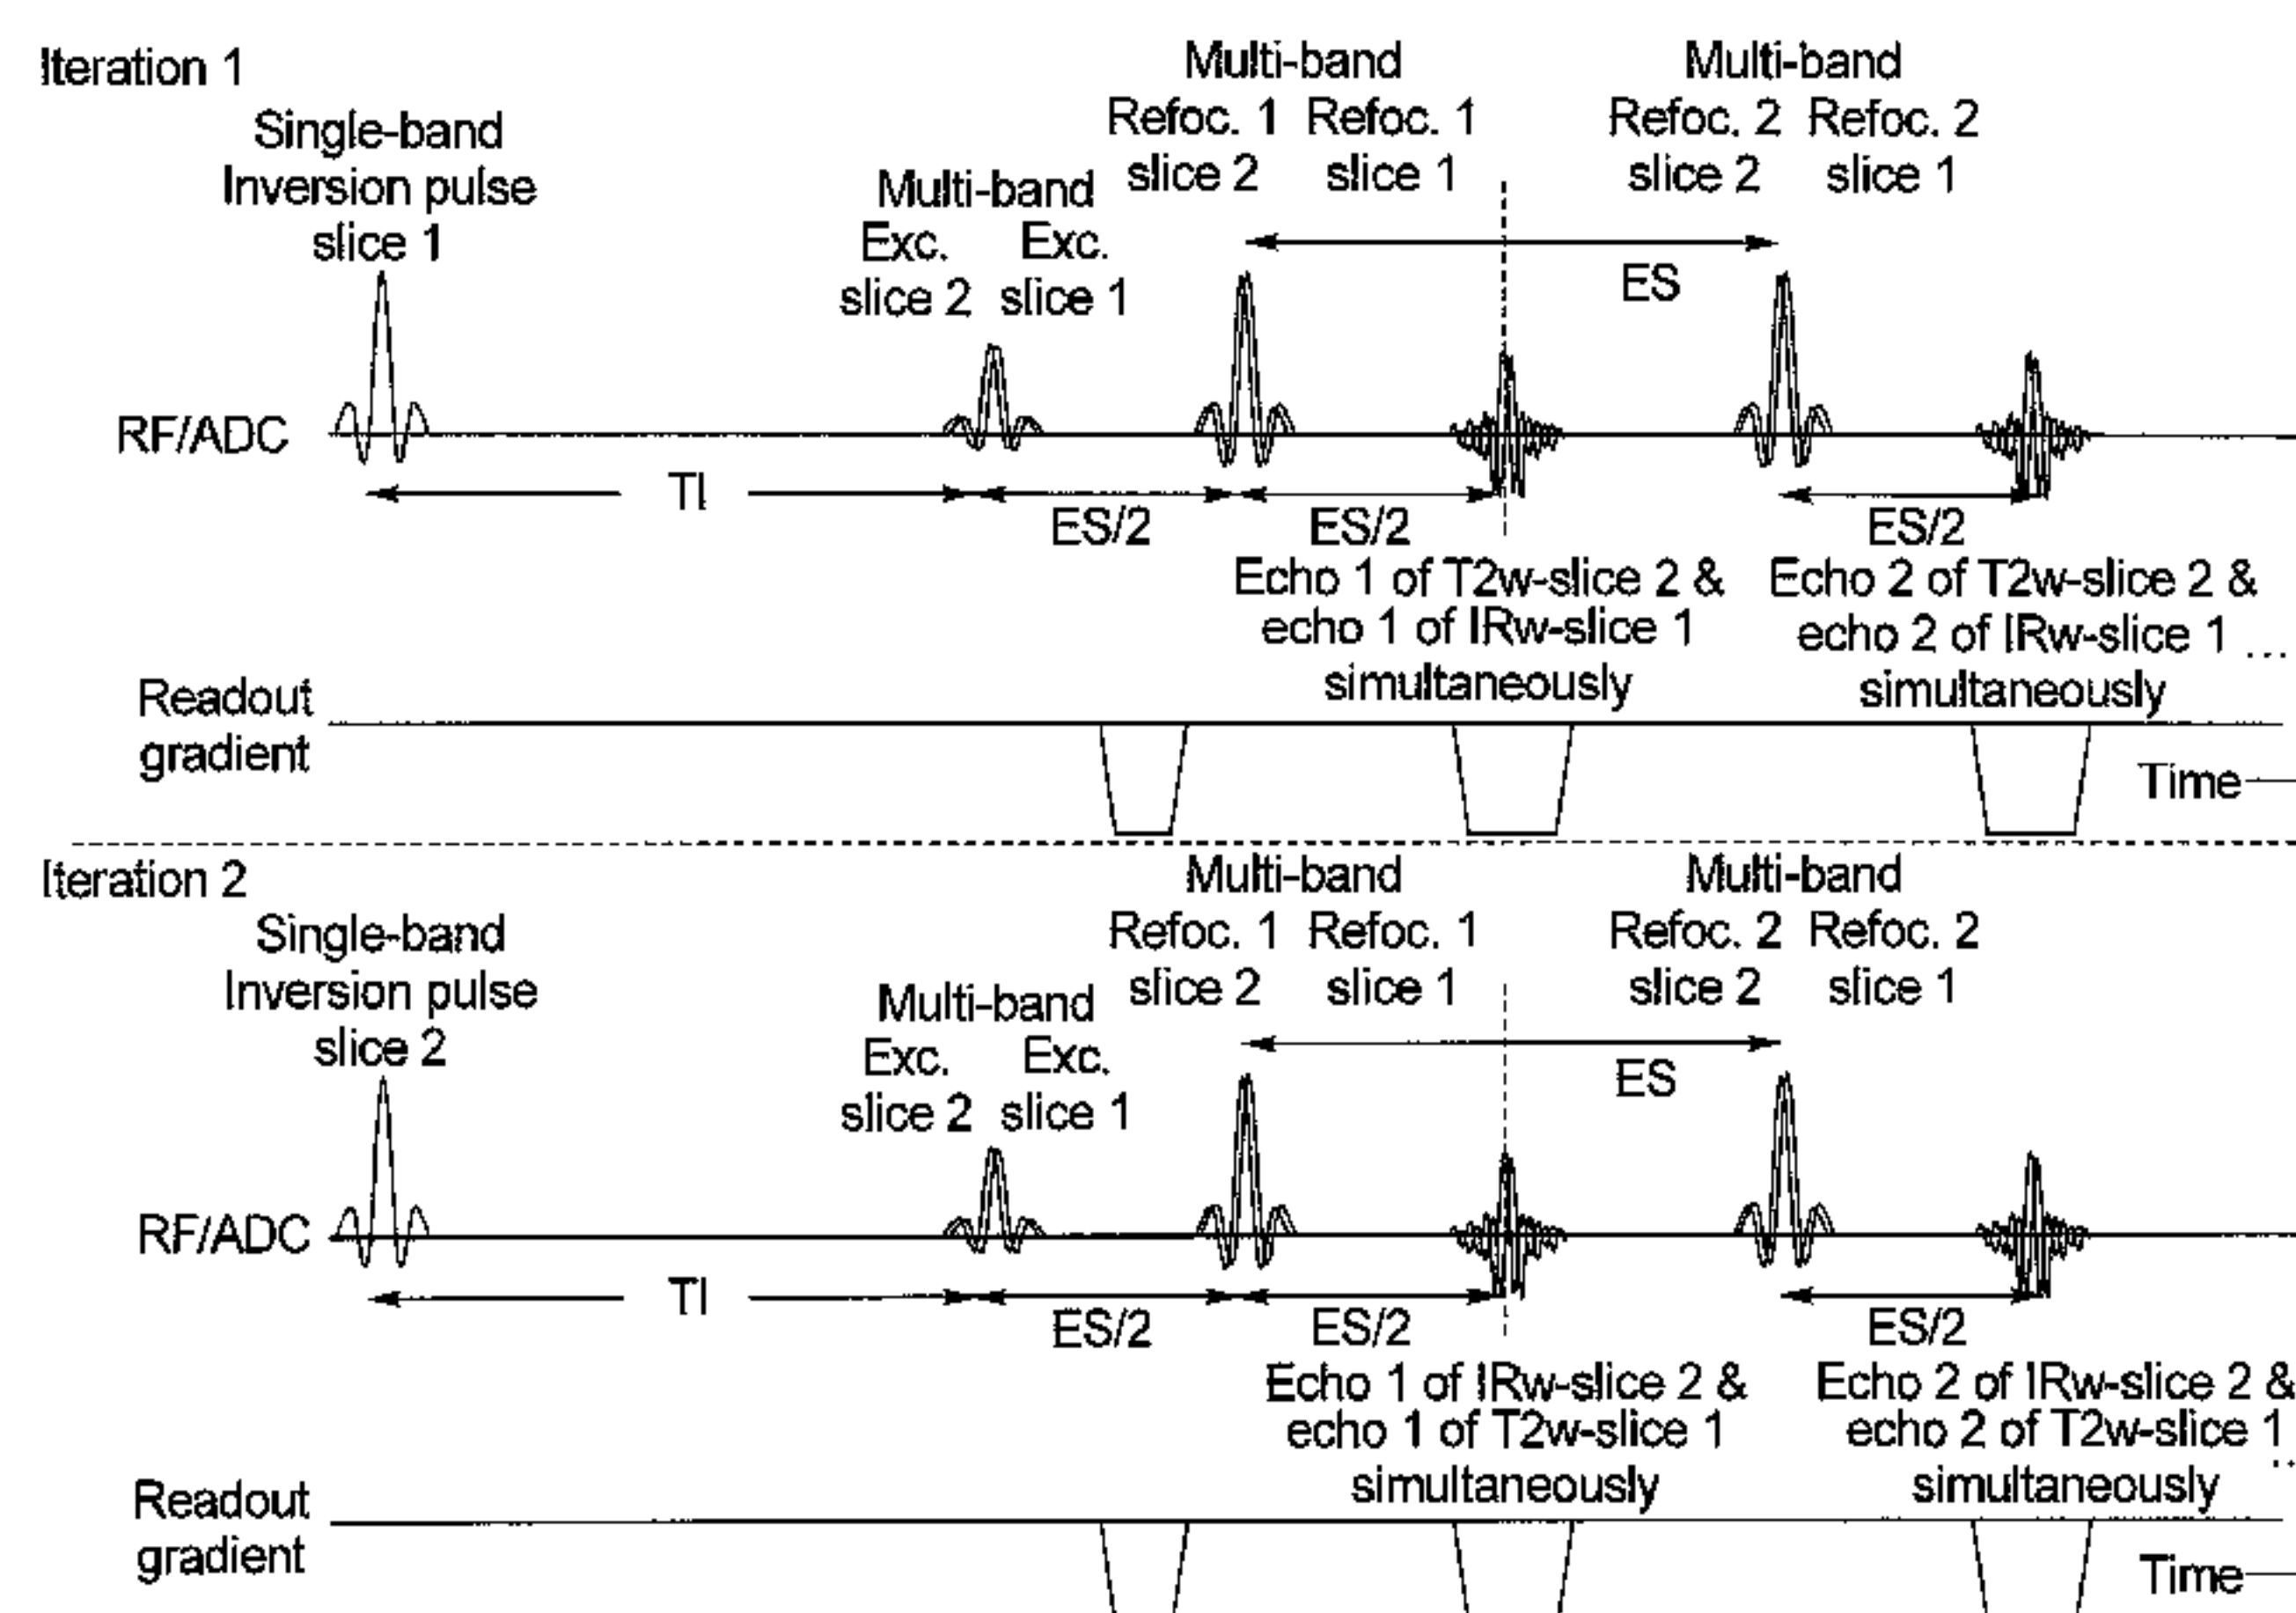 Iteration 1
Single-band
Inversion pulse
slice 1
Multi-band
Exc. Exc.
slice 2 slice 1
Multi-band
Refoc. 1 Refoc. 1
slice 2 slice 1
Multi-band
Refoc. 2 Refoc. 2
slice 2 slice 1
ES
RF/ADC
TI
ES/2
ES/2
ES/2
Echo 1 of T2w-slice 2 &
echo 1 of IRw-slice 1
simultaneously
Echo 2 of T2w-slice 2 &
echo 2 of IRw-slice 1 ...
simultaneously
Readout
gradient
Time
Iteration 2
Single-band
Inversion pulse
slice 2
Multi-band
Exc. Exc.
slice 2 slice 1
Multi-band
Refoc. 1 Refoc. 1
slice 2 slice 1
Multi-band
Refoc. 2 Refoc. 2
slice 2 slice 1
ES
RF/ADC
TI
ES/2
ES/2
ES/2
Echo 1 of IRw-slice 2 &
echo 1 of T2w-slice 1
simultaneously
Echo 2 of IRw-slice 2 &
echo 2 of T2w-slice 1
simultaneously
Readout
gradient
Time